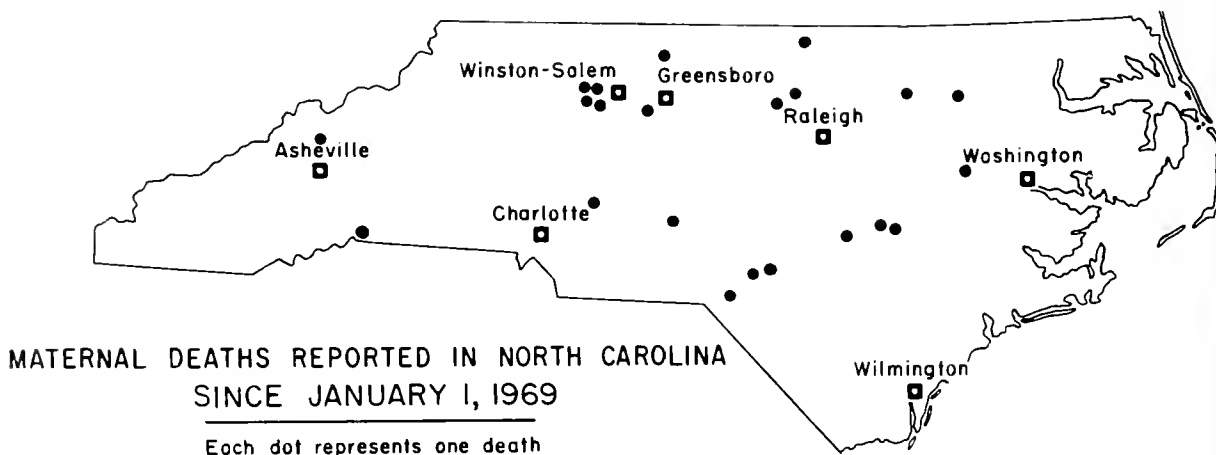 Winston-Salem
Greensboro
Raleigh
Asheville
Washington
Charlotte
MATERNAL DEATHS REPORTED IN NORTH CAROLINA
SINCE JANUARY 1, 1969
Wilmington
Each dot represents one death